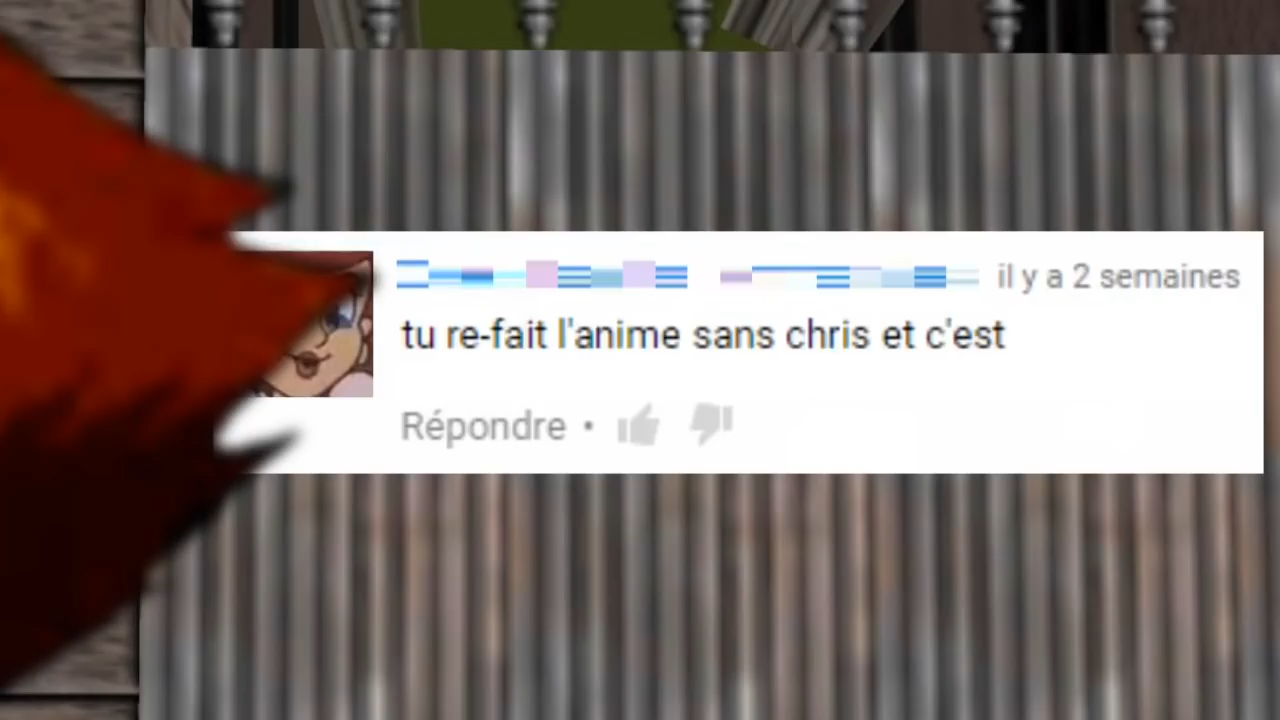 il y a 2 semaines
tu re-fait l'anime sans chris et c'est
Répondre •